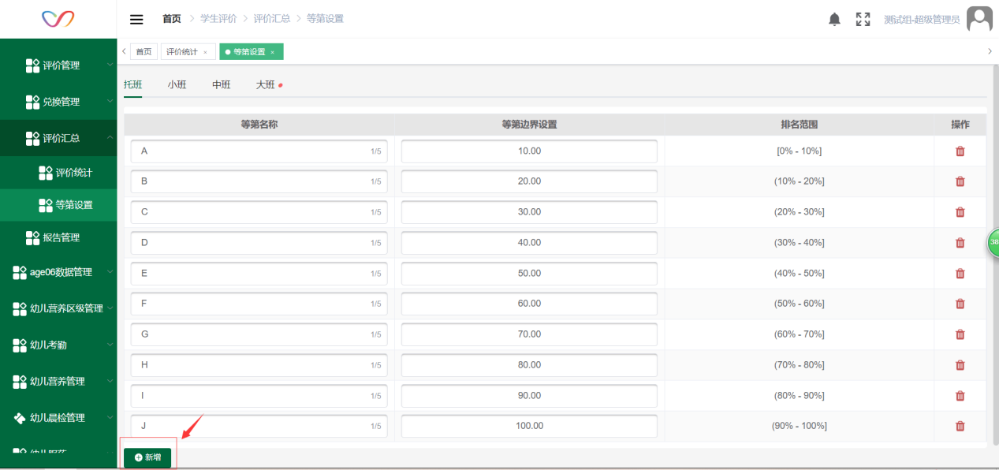 首页 > 学生评价 > 评价汇总 > 等第设置
测试组-超级管理员
首页
评价统计 ×
等第设置 ×
评价管理
兑换管理
评价汇总
评价统计
等第设置
报告管理
age06数据管理
幼儿营养区级管理
幼儿考勤
幼儿营养管理
幼儿晨检管理
托班 小班 中班 大班
等第名称 等第边界设置 排名范围 操作
A 1/5 10.00 [0% - 10%]
B 1/5 20.00 (10% - 20%]
C 1/5 30.00 (20% - 30%]
D 1/5 40.00 (30% - 40%]
E 1/5 50.00 (40% - 50%]
F 1/5 60.00 (50% - 60%]
G 1/5 70.00 (60% - 70%]
H 1/5 80.00 (70% - 80%]
I 1/5 90.00 (80% - 90%]
J 1/5 100.00 (90% - 100%]
新增
38